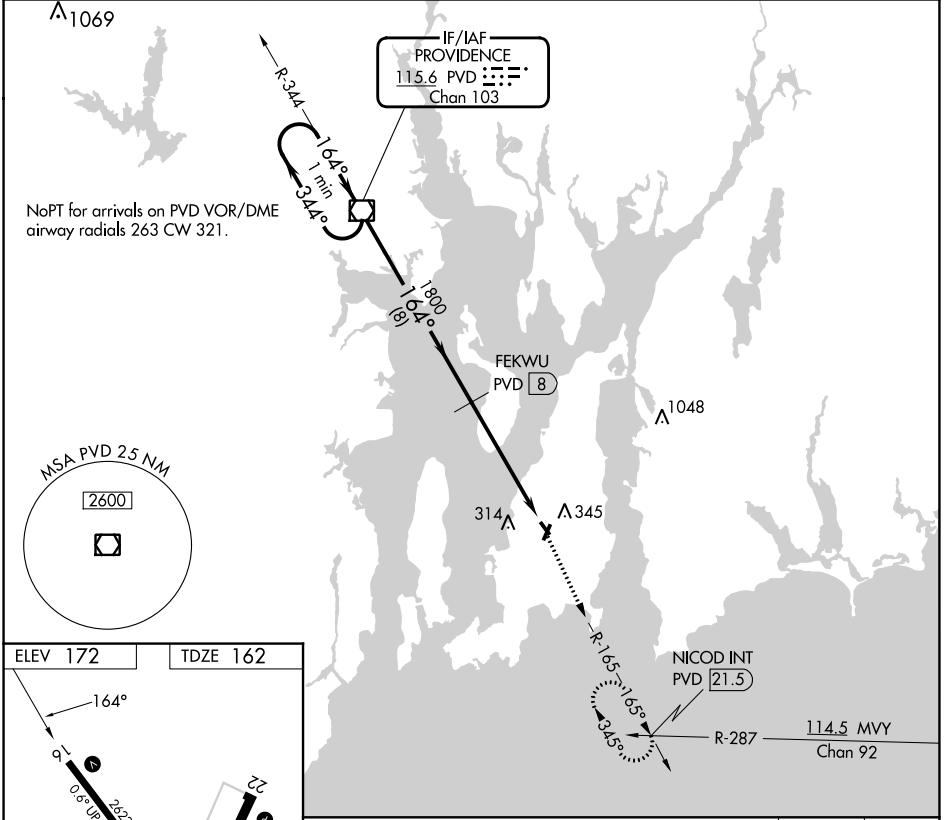 1069
IF/IAF
PROVIDENCE
115.6 PVD
Chan 103
R-344
164°
1 min
344°
NoPT for arrivals on PVD VOR/DME
airway radials 263 CW 321.
1800
164°
(8)
FEKWU
PVD 8
1048
MSA PVD 25 NM
2600
314
345
R-165
165°
345°
NICOD INT
PVD 21.5
R-287
114.5 MVY
Chan 92
ELEV 172
TDZE 162
164°
16
V
0.6° UP
22